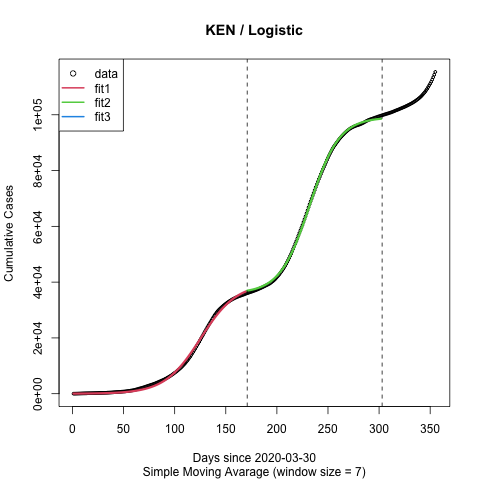 KEN / Logistic
data
fit1
fit2
fit3
Cumulative Cases
0e+00
2e+04
4e+04
6e+04
8e+04
1e+05
0
50
100
150
200
250
300
350
Days since 2020-03-30
Simple Moving Avarage (window size = 7)